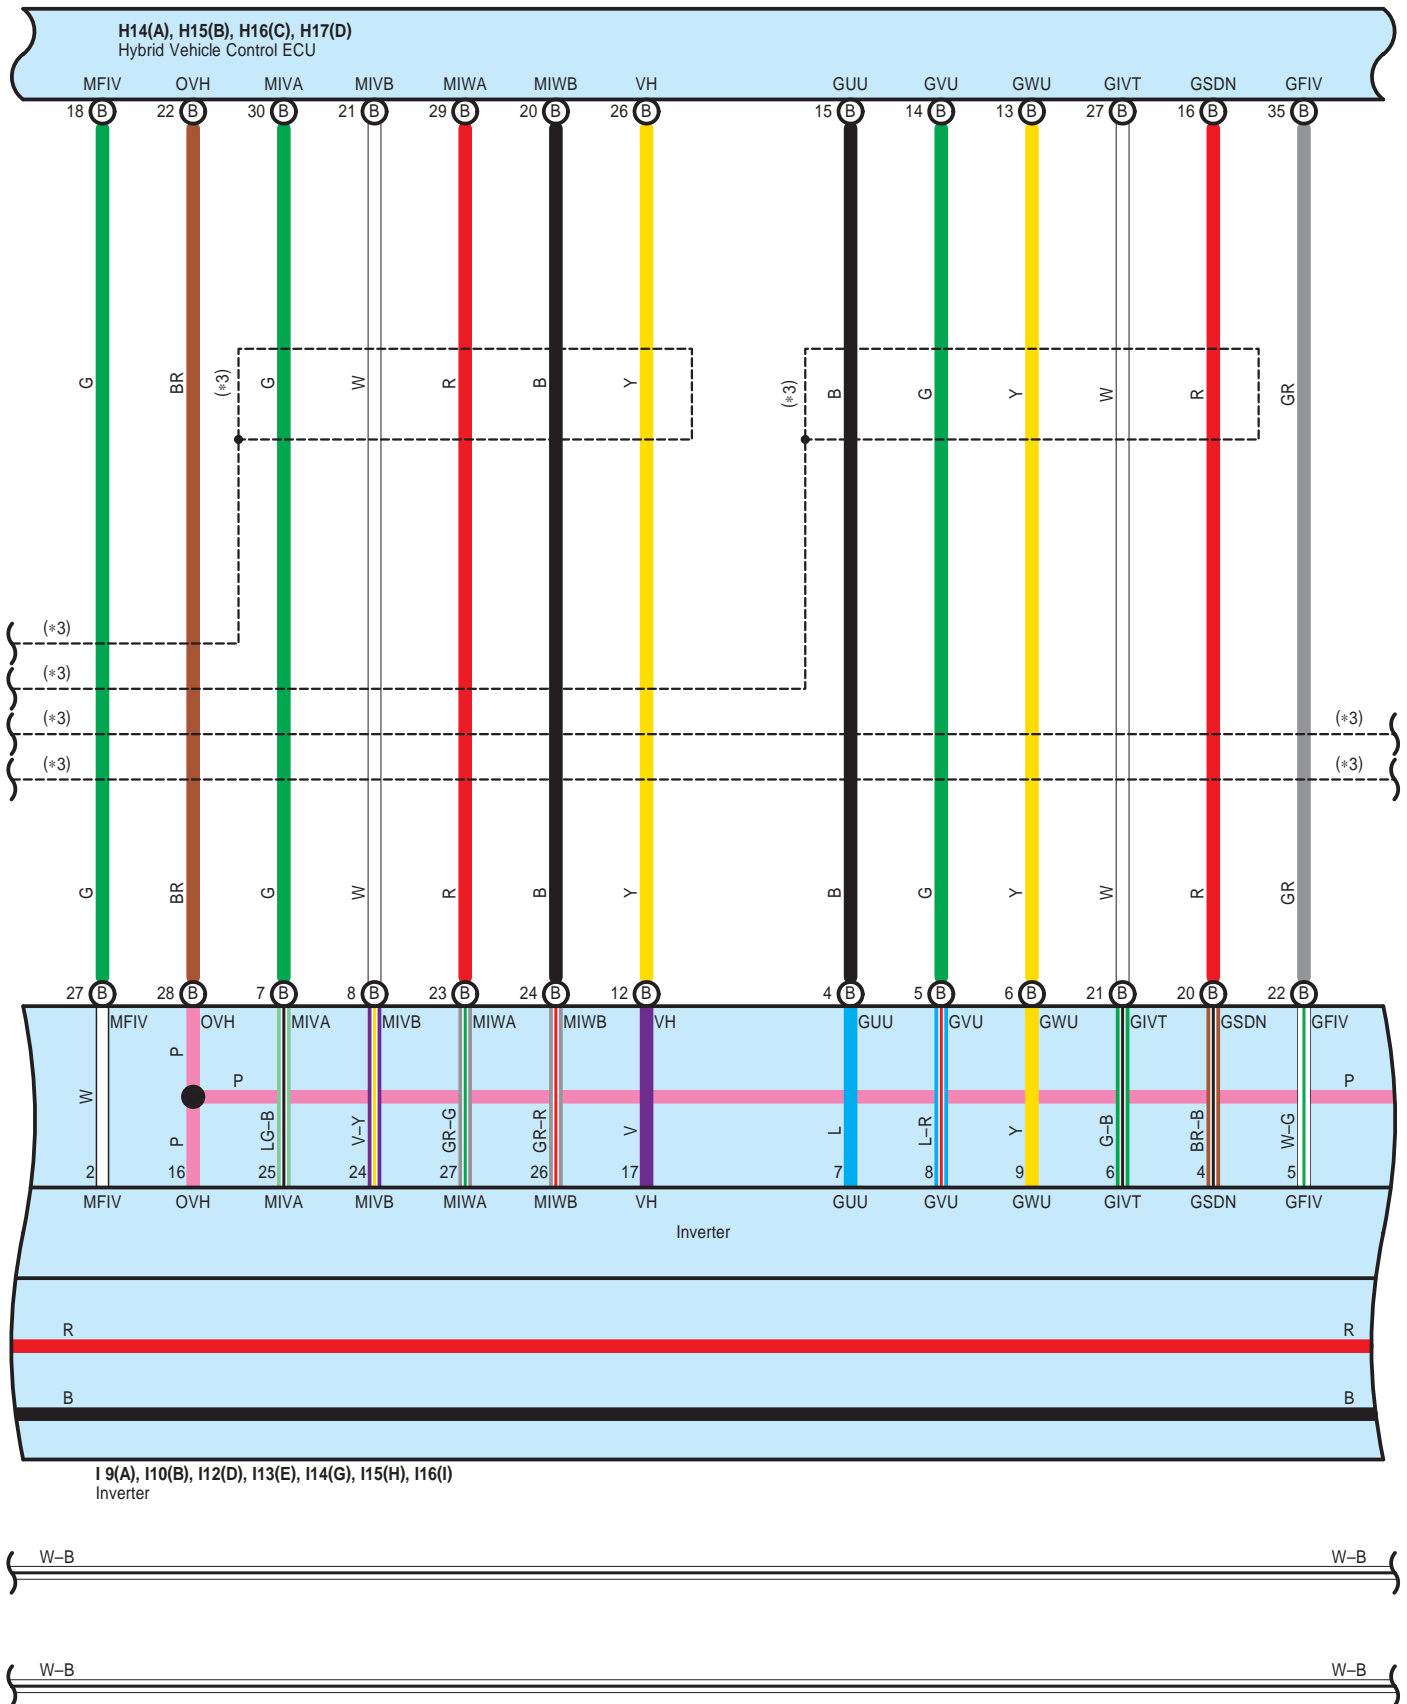 H14(A), H15(B), H16(C), H17(D)
Hybrid Vehicle Control ECU
MFIV OVH MIVA MIVB MIWA MIWB VH GUU GVU GWU GIVT GSDN GFIV
18 B 22 B 30 B 21 B 29 B 20 B 26 B 15 B 14 B 13 B 27 B 16 B 35 B
G BR (*3) G W R B Y (*3) B G Y W R GR
(*3)
(*3)
(*3) (*3)
(*3) (*3)
G BR G W R B Y B G Y W R GR
27 B 28 B 7 B 8 B 23 B 24 B 12 B 4 B 5 B 6 B 21 B 20 B 22 B
MFIV OVH MIVA MIVB MIWA MIWB VH GUU GVU GWU GIVT GSDN GFIV
P
P P
W P LG–B V–Y GR–G GR–R V L L–R Y G–B BR–B W–G
2 16 25 24 27 26 17 7 8 9 6 4 5
MFIV OVH MIVA MIVB MIWA MIWB VH GUU GVU GWU GIVT GSDN GFIV
Inverter
R R
B B
I 9(A), I10(B), I12(D), I13(E), I14(G), I15(H), I16(I)
Inverter
W–B W–B
W–B W–B